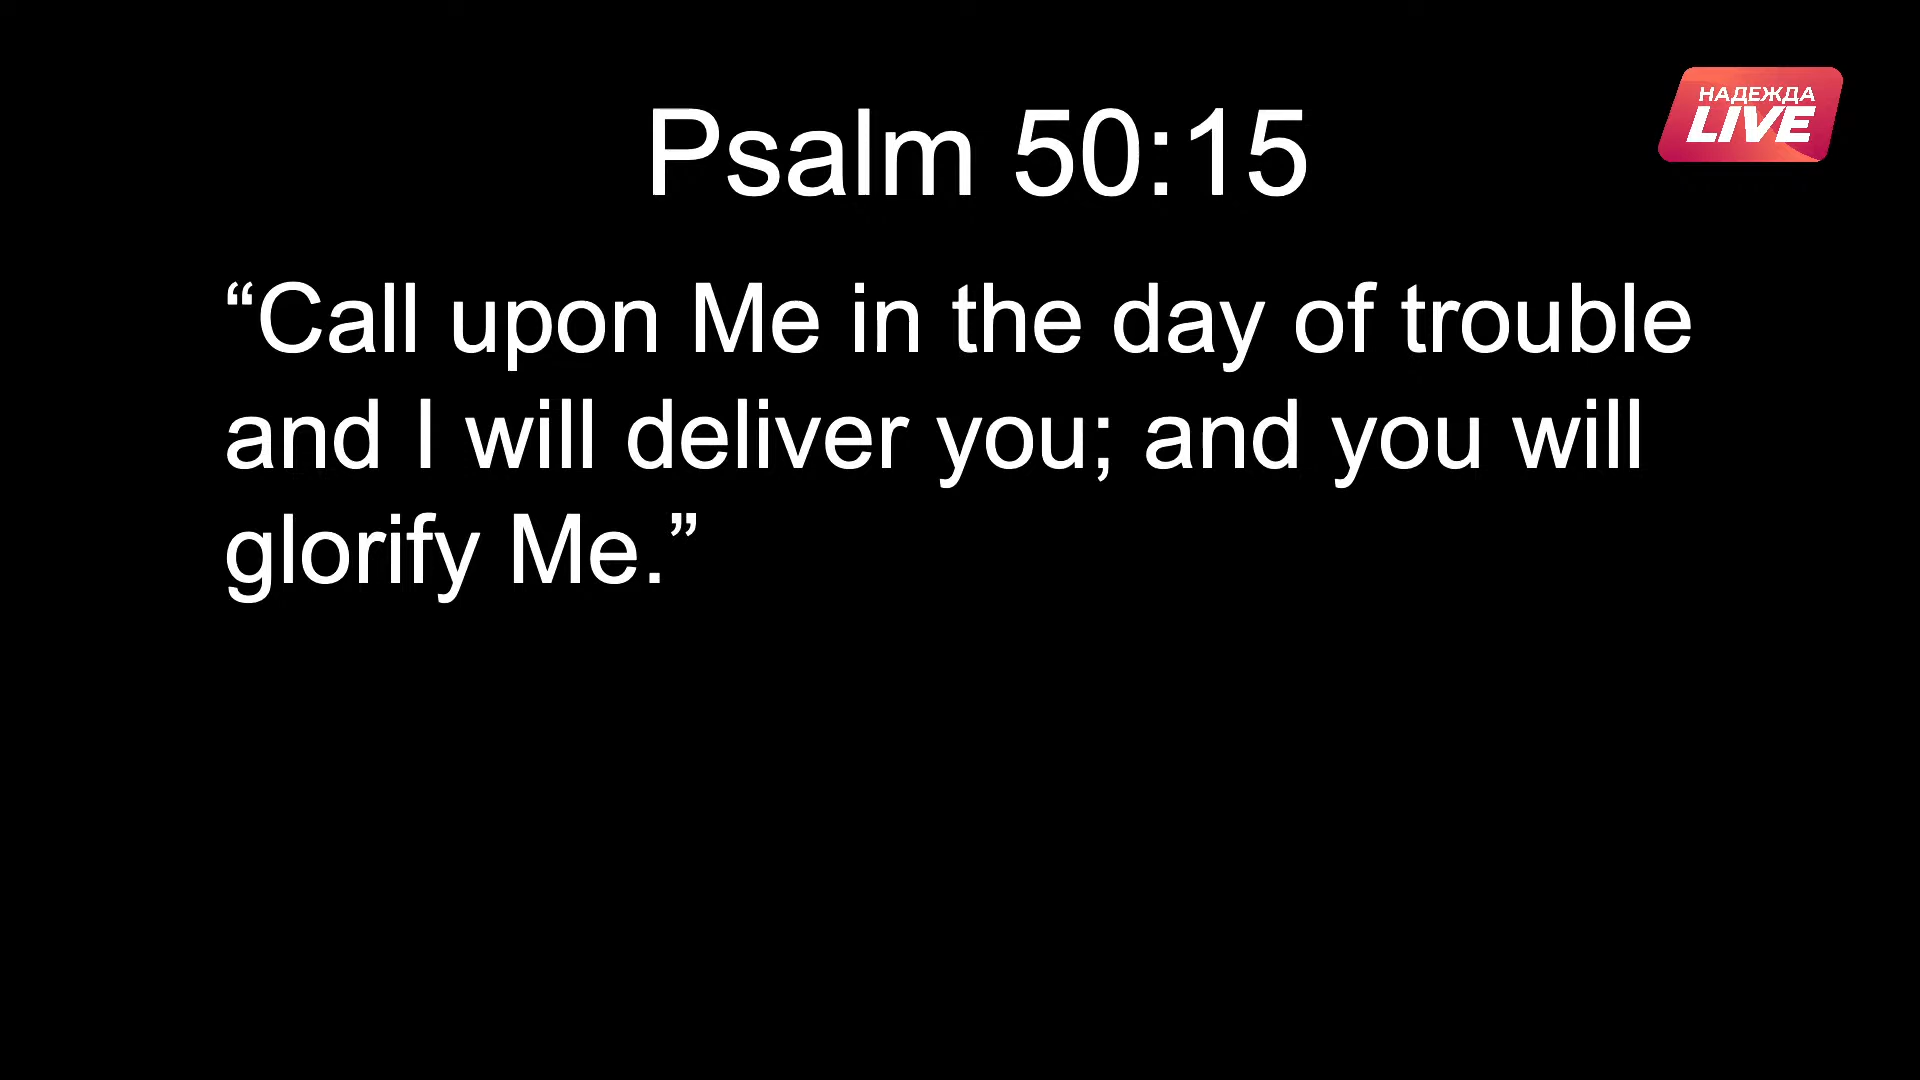 Psalm 50:15
НАДЕЖДА
LIVE
“Call upon Me in the day of trouble
and I will deliver you; and you will
glorify Me.”